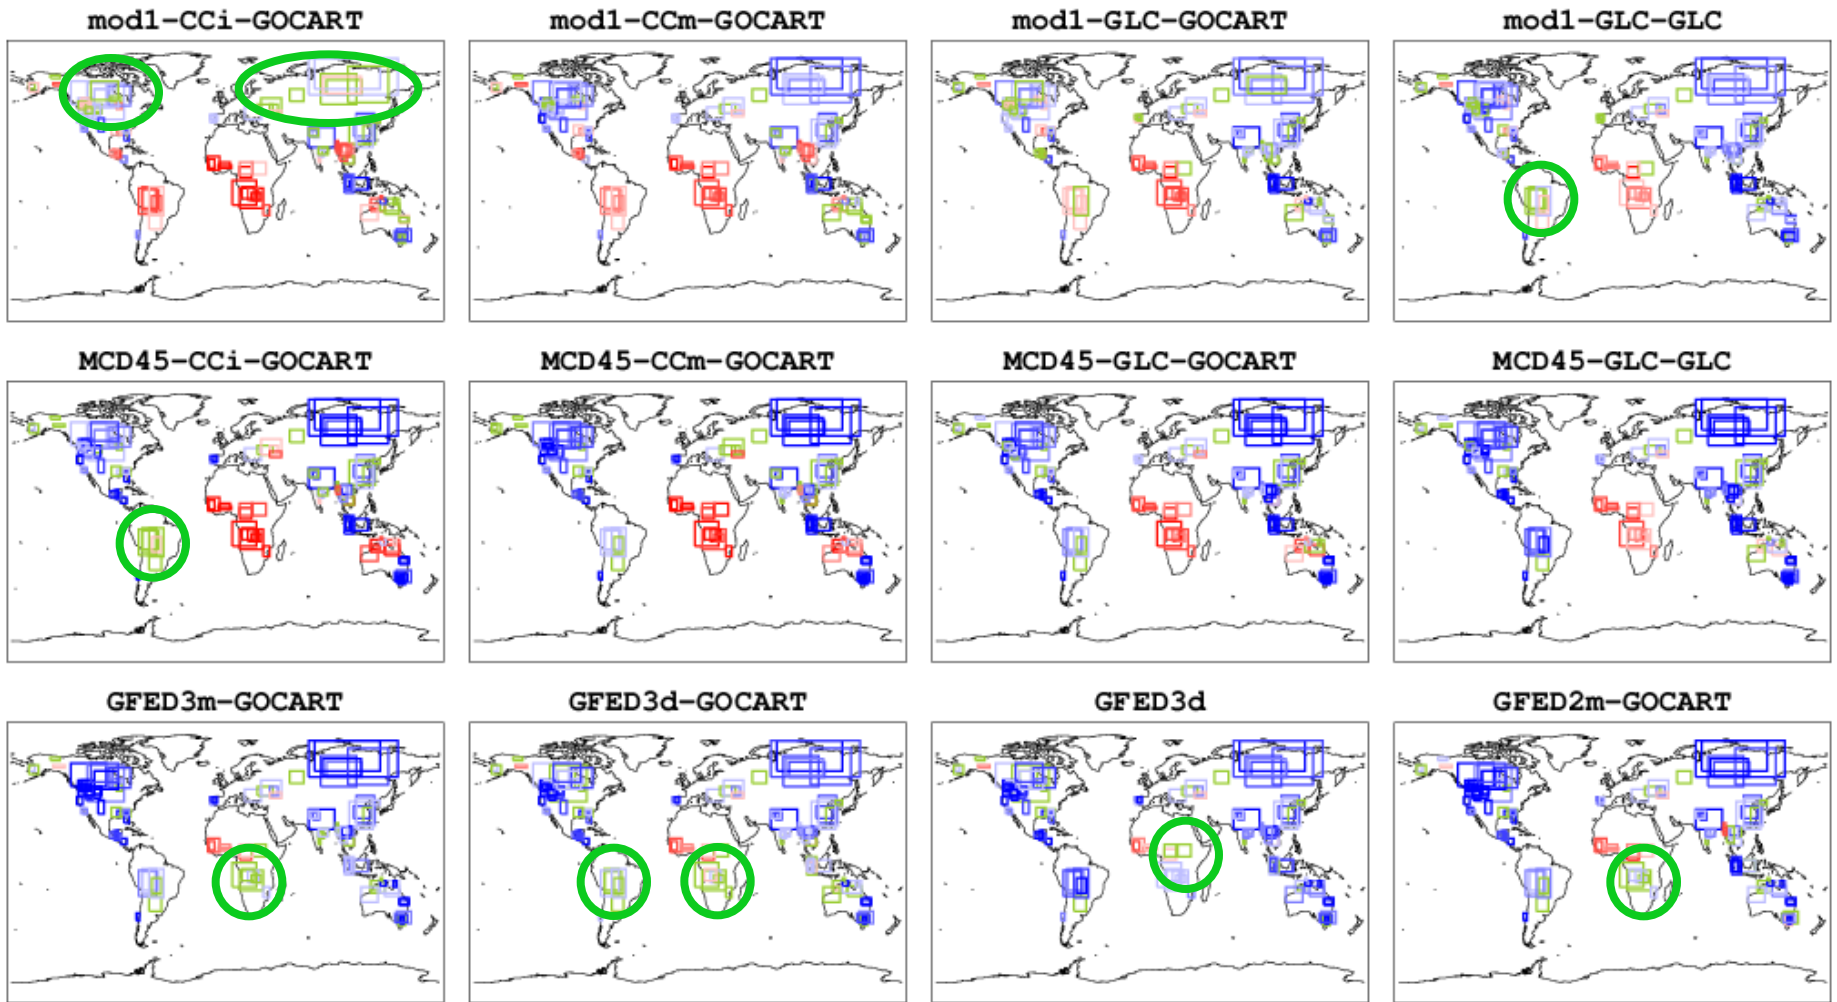 mod1-CCi-GOCART
mod1-CCm-GOCART
mod1-GLC-GOCART
mod1-GLC-GLC
MCD45-CCi-GOCART
MCD45-CCm-GOCART
MCD45-GLC-GOCART
MCD45-GLC-GLC
GFED3m-GOCART
GFED3d-GOCART
GFED3d
GFED2m-GOCART